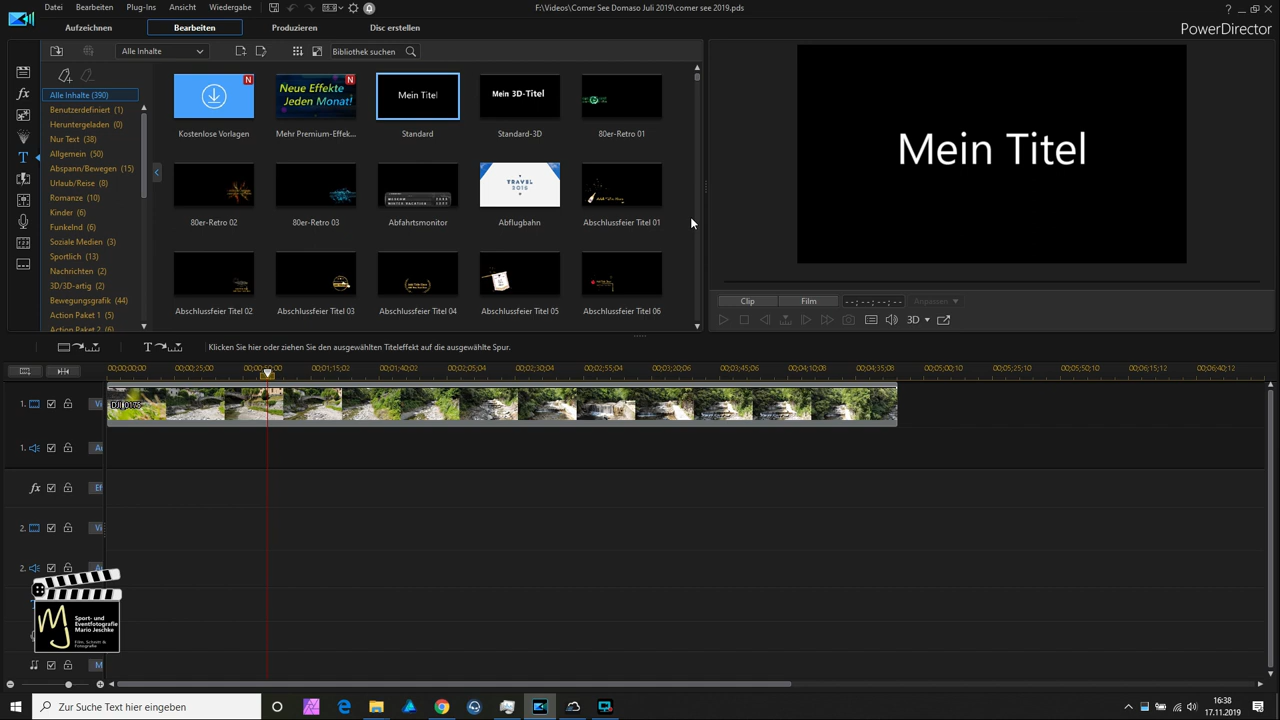 Datei Bearbeiten Plug-Ins Ansicht Wiedergabe
F:\Videos\Comer See Domaso Juli 2019\comer see 2019.pds
PowerDirector
Aufzeichnen Bearbeiten Produzieren Disc erstellen
Alle Inhalte
Bibliothek suchen
Alle Inhalte (390)
Benutzerdefiniert (1)
Heruntergeladen (0)
Nur Text (38)
Allgemein (50)
Abspann/Bewegen (15)
Urlaub/Reise (8)
Romanze (10)
Kinder (6)
Funkelnd (6)
Soziale Medien (3)
Sportlich (13)
Nachrichten (2)
3D/3D-artig (2)
Bewegungsgrafik (44)
Action Paket 1 (5)
Action Paket 2
N
Kostenlose Vorlagen
Neue Effekte
Jeden Monat!
N
Mehr Premium-Effek...
Mein Titel
Standard
Mein 3D-Titel
Standard-3D
80er-Retro 01
80er-Retro 02
80er-Retro 03
Abfahrtsmonitor
TRAVEL
Abflugbahn
Abschlussfeier Titel 01
Abschlussfeier Titel 02
Abschlussfeier Titel 03
Abschlussfeier Titel 04
Abschlussfeier Titel 05
Abschlussfeier Titel 06
Mein Titel
Clip Film --;--;--;-- Anpassen
3D
Klicken Sie hier oder ziehen Sie den ausgewählten Titeleffekt auf die ausgewählte Spur.
00;00;00;00 00;00;25;00 00;01;15;02 00;01;40;02 00;02;05;04 00;02;30;04 00;02;55;04 00;03;20;06 00;03;45;06 00;04;10;08 00;04;35;08 00;05;00;10 00;05;25;10 00;05;50;10 00;06;15;12 00;06;40;12
1. Vi
1.
fx Ef
2. Vi
2.
M
Sport- und
Eventfotografie
Mario Jeschke
Film, Schnitt &
Fotografie
Zur Suche Text hier eingeben
16:38
17.11.2019